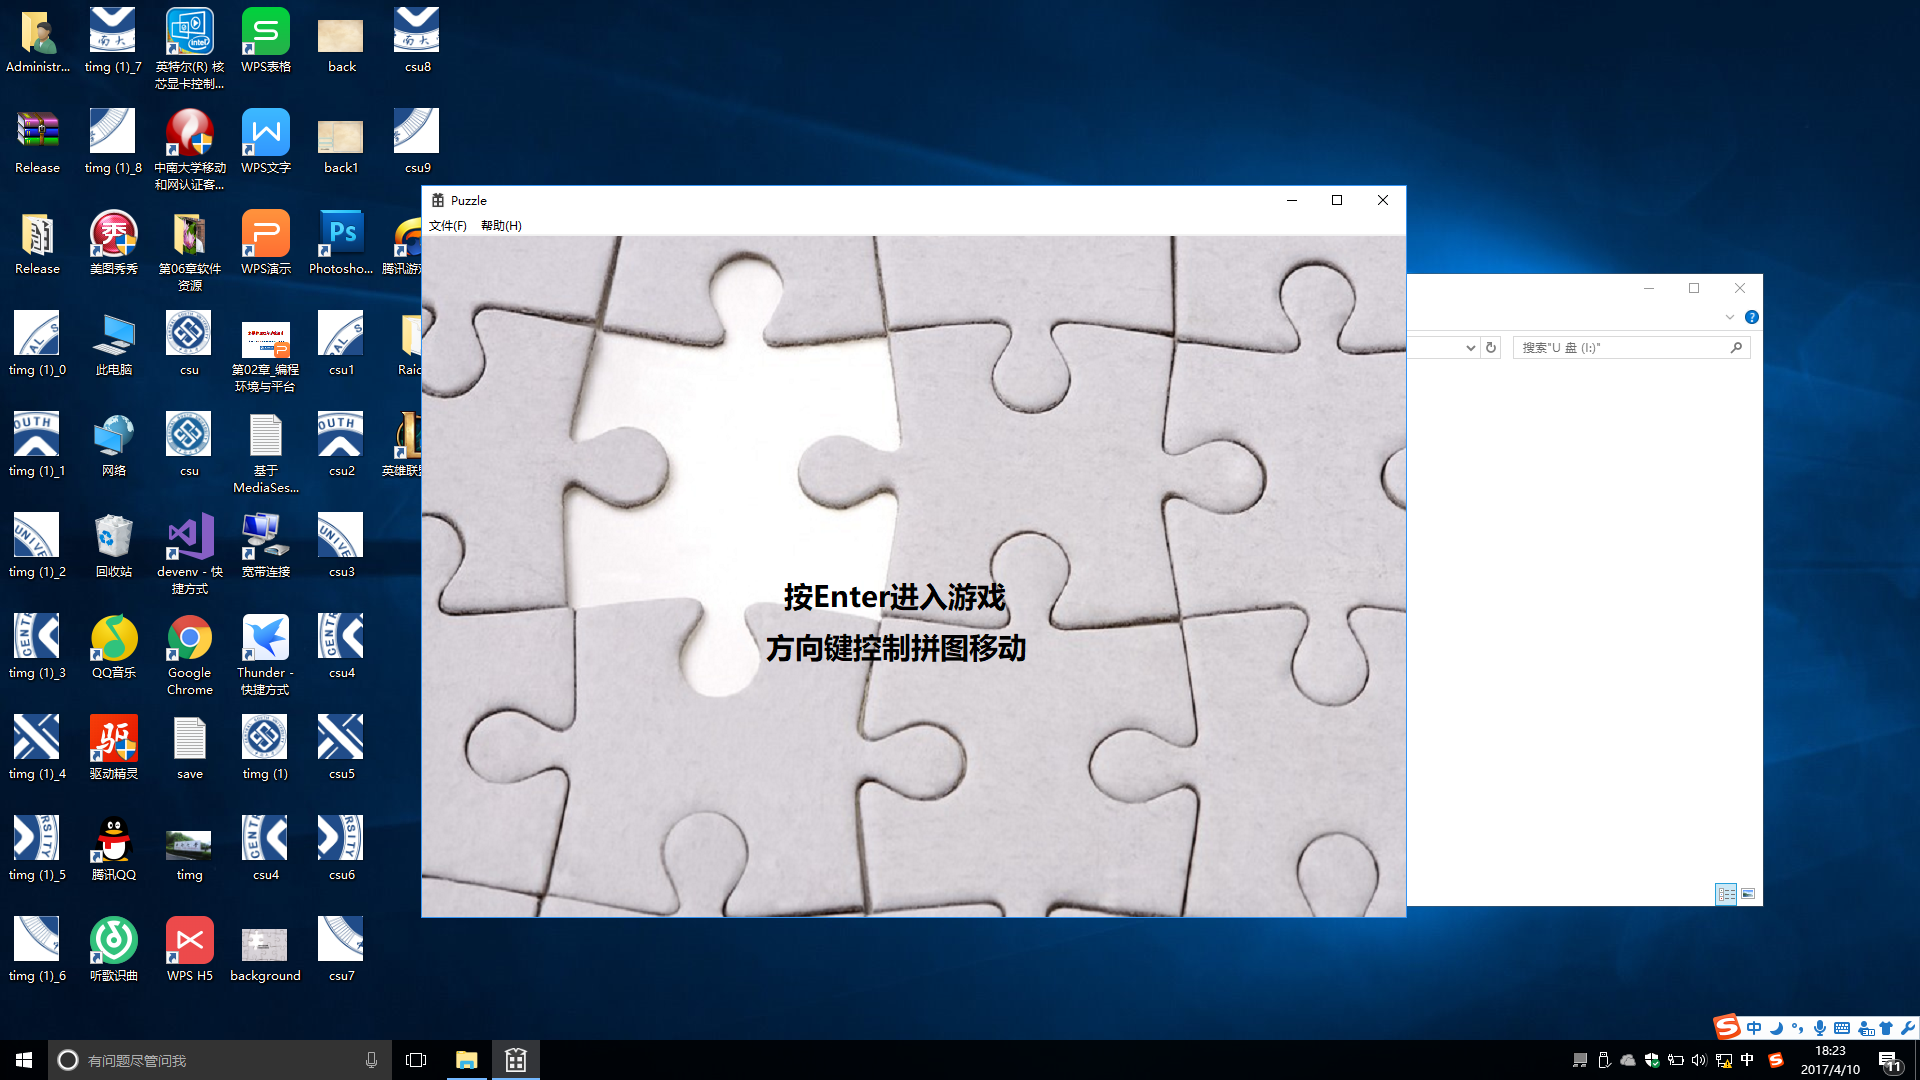 Administr...
timg (1)_7
英特尔(R) 核
芯显卡控制...
WPS表格
back
csu8
Release
timg (1)_8
中南大学移动
和网认证客...
WPS文字
back1
csu9
Release
美图秀秀
第06章软件
资源
WPS演示
Photosho...
腾讯游
timg (1)_0
此电脑
csu
第02章_编程
环境与平台
csu1
Raic
timg (1)_1
网络
csu
基于
MediaSes...
csu2
英雄联盟
timg (1)_2
回收站
devenv - 快
捷方式
宽带连接
csu3
timg (1)_3
QQ音乐
Google
Chrome
Thunder -
快捷方式
csu4
timg (1)_4
驱动精灵
save
timg (1)
csu5
timg (1)_5
腾讯QQ
timg
csu4
csu6
timg (1)_6
听歌识曲
WPS H5
background
csu7
Puzzle
文件(F) 帮助(H)
按Enter进入游戏
方向键控制拼图移动
搜索"U 盘 (I:)"
中
有问题尽管问我
中
18:23
2017/4/10
11